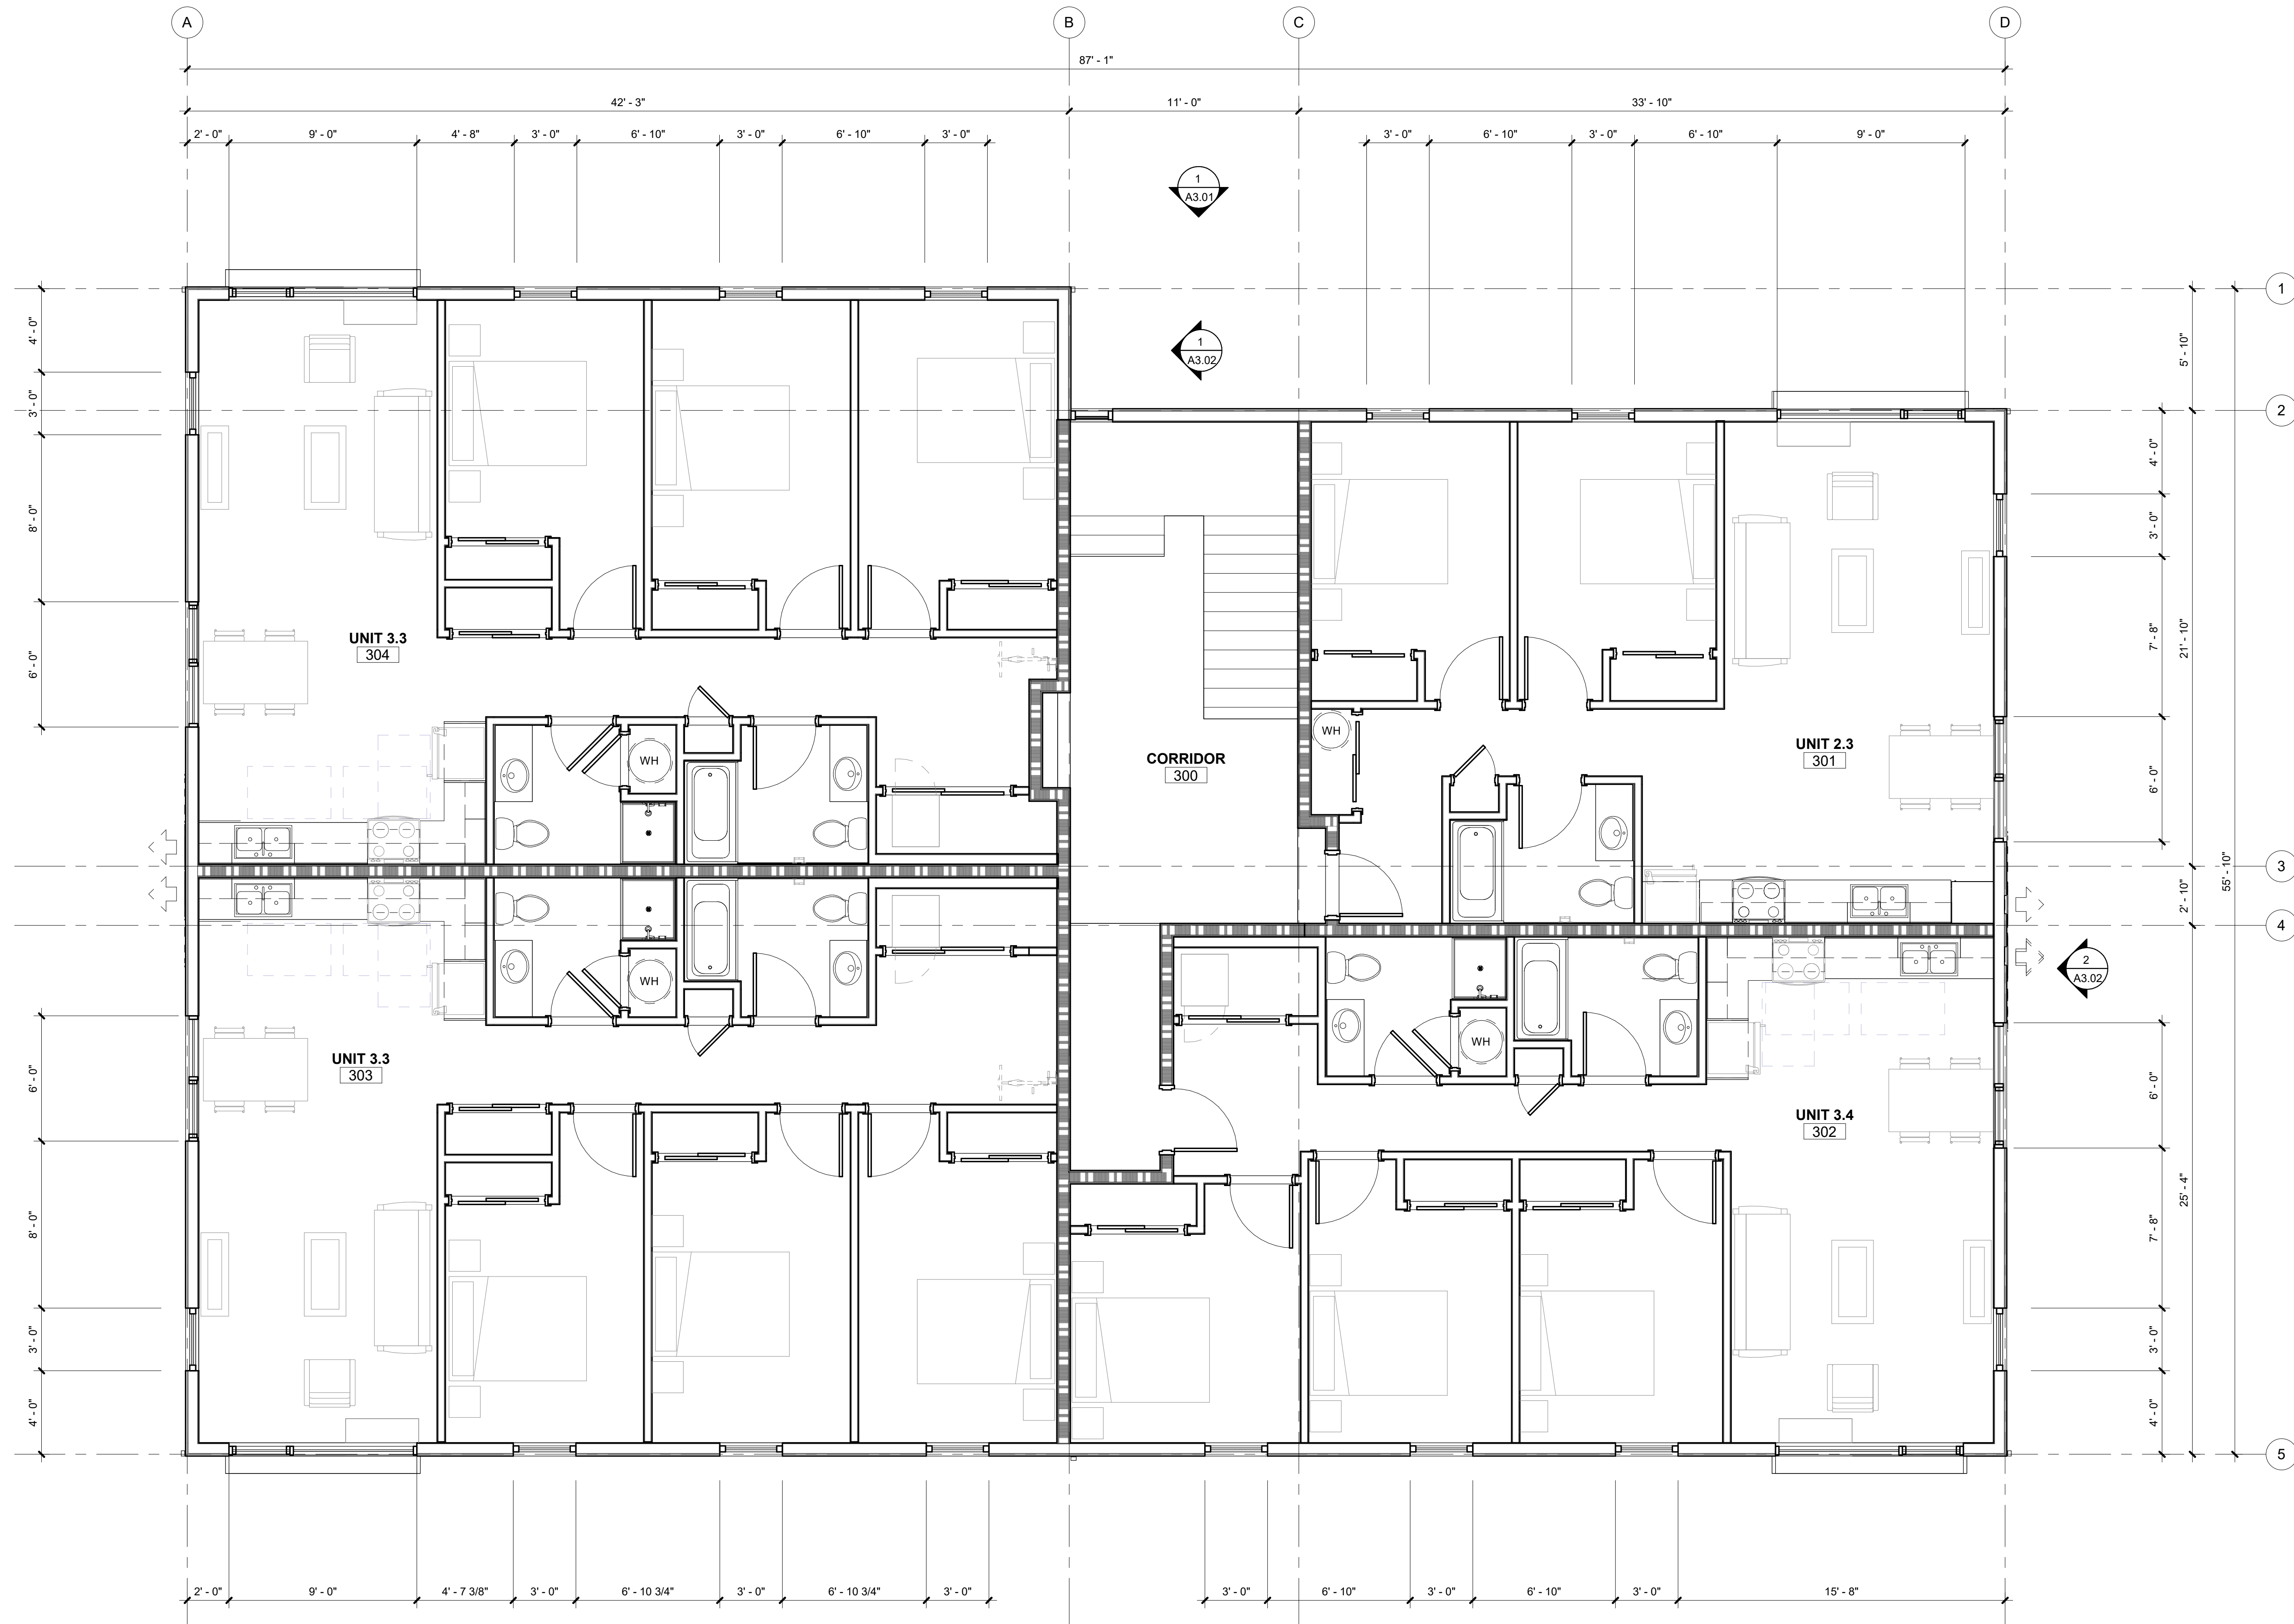 A B C D
87' - 1"
42' - 3" 11' - 0" 33' - 10"
2' - 0" 9' - 0" 4' - 8" 3' - 0" 6' - 10" 3' - 0" 6' - 10" 3' - 0" 3' - 0" 6' - 10" 3' - 0" 6' - 10" 9' - 0"
1
A3.01
1
4' - 0"
1
A3.02
5' - 10"
3' - 0"
2
4' - 0"
8' - 0"
3' - 0"
UNIT 3.3
304
6' - 0"
7' - 8"
21' - 10"
WH
UNIT 2.3
301
WH
CORRIDOR
300
6' - 0"
3
55' - 10"
2' - 10"
4
2
A3.02
WH
WH
UNIT 3.3
303
6' - 0"
6' - 0"
UNIT 3.4
302
25' - 4"
8' - 0"
7' - 8"
3' - 0"
3' - 0"
4' - 0"
4' - 0"
5
2' - 0" 9' - 0" 4' - 7 3/8" 3' - 0" 6' - 10 3/4" 3' - 0" 6' - 10 3/4" 3' - 0" 3' - 0" 6' - 10" 3' - 0" 6' - 10" 3' - 0" 15' - 8"